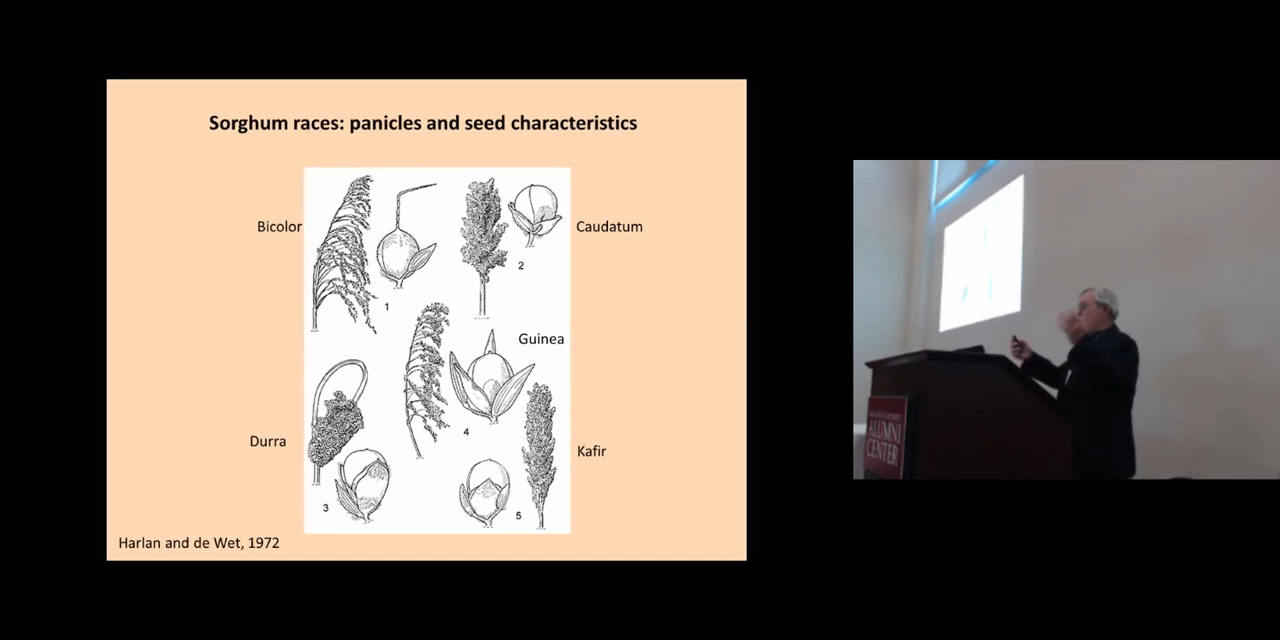 Sorghum races: panicles and seed characteristics
Bicolor
Caudatum
1
2
Guinea
Durra
4
Kafir
3
5
Harlan and de Wet, 1972
ALUMNI
CENTER